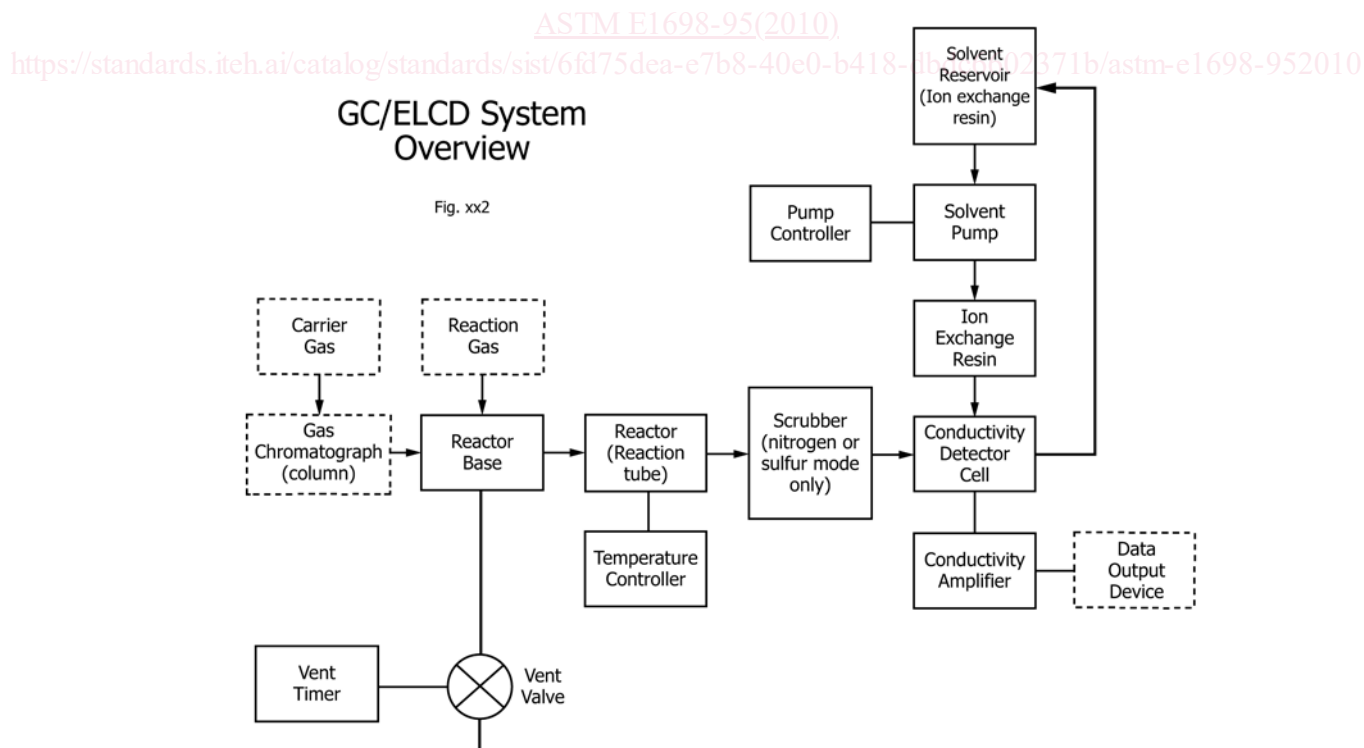 ASTM E1698-95(2010)
https://standards.iteh.ai/catalog/standards/sist/6fd75dea-e7b8-40e0-b418-
2371b/astm-e1698-952010
GC/ELCD System
Overview
Fig. xx2
Solvent
Reservoir
(Ion exchange
resin)
Pump
Controller
Solvent
Pump
Carrier
Gas
Reaction
Gas
Ion
Exchange
Resin
Gas
Chromatograph
(column)
Reactor
Base
Reactor
(Reaction
tube)
Scrubber
(nitrogen or
sulfur mode
only)
Conductivity
Detector
Cell
Temperature
Controller
Conductivity
Amplifier
Data
Output
Device
Vent
Timer
Vent
Valve